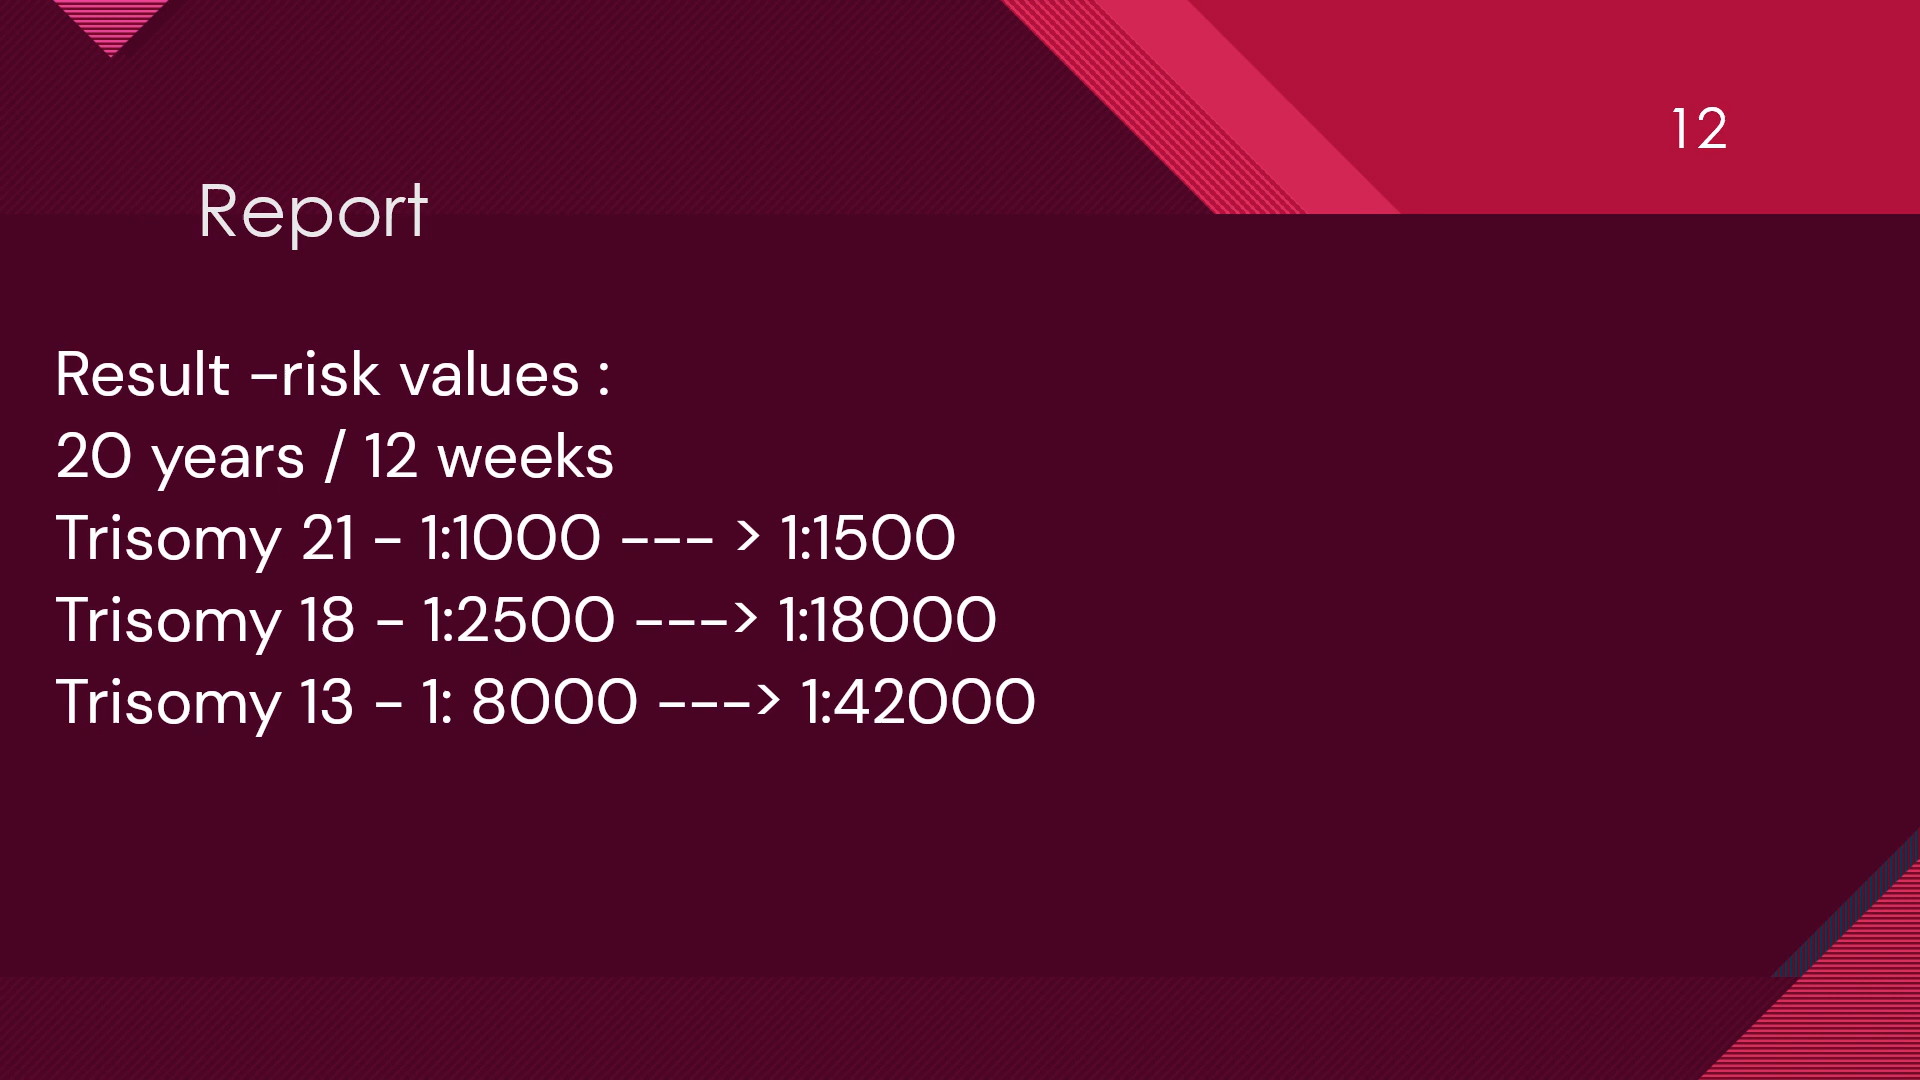 12
Report
Result -risk values :
20 years / 12 weeks
Trisomy 21 - 1:1000 --- > 1:1500
Trisomy 18 - 1:2500 ---> 1:18000
Trisomy 13 - 1: 8000 ---> 1:42000